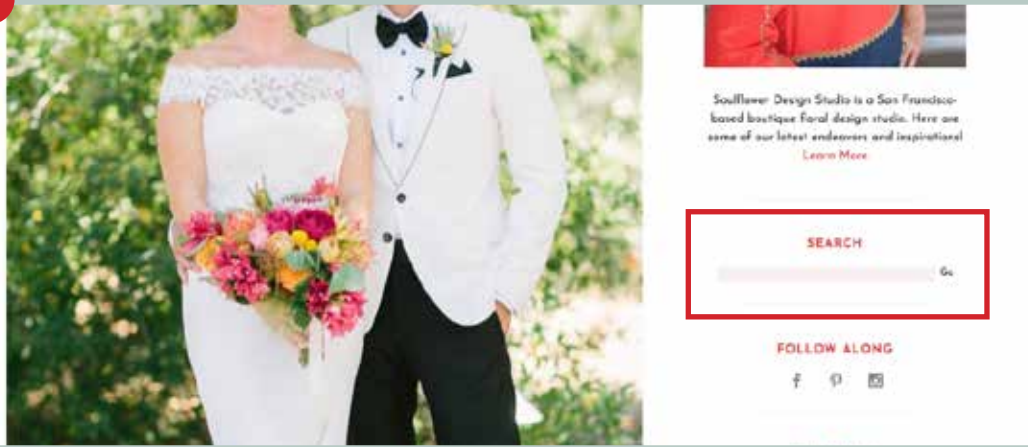 Soulflower Design Studio is a San Francisco-
based boutique floral design studio. Here are
some of our latest endeavors and inspirations!
Learn More
SEARCH
Go
FOLLOW ALONG